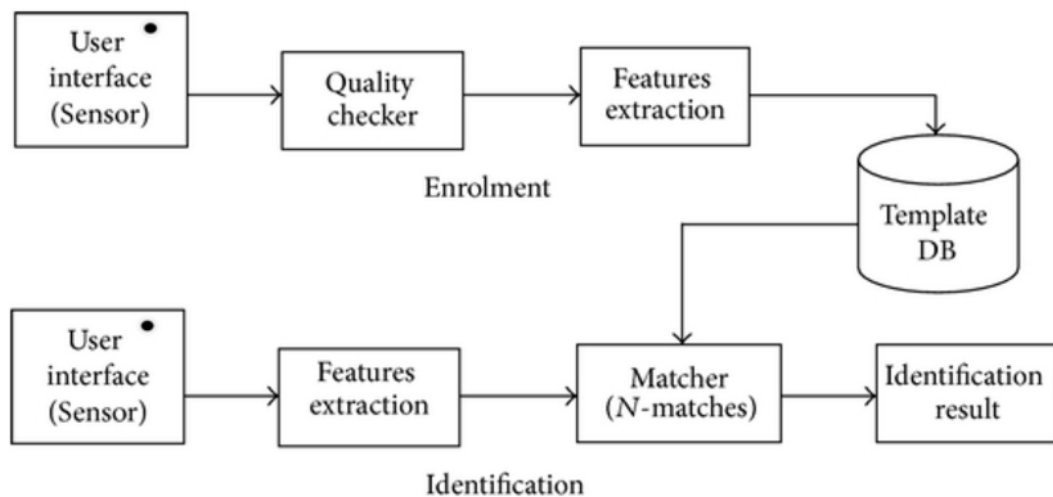 User
interface
(Sensor)
Quality
checker
Features
extraction
Enrolment
Template
DB
User
interface
(Sensor)
Features
extraction
Matcher
(N-matches)
Identification
result
Identification